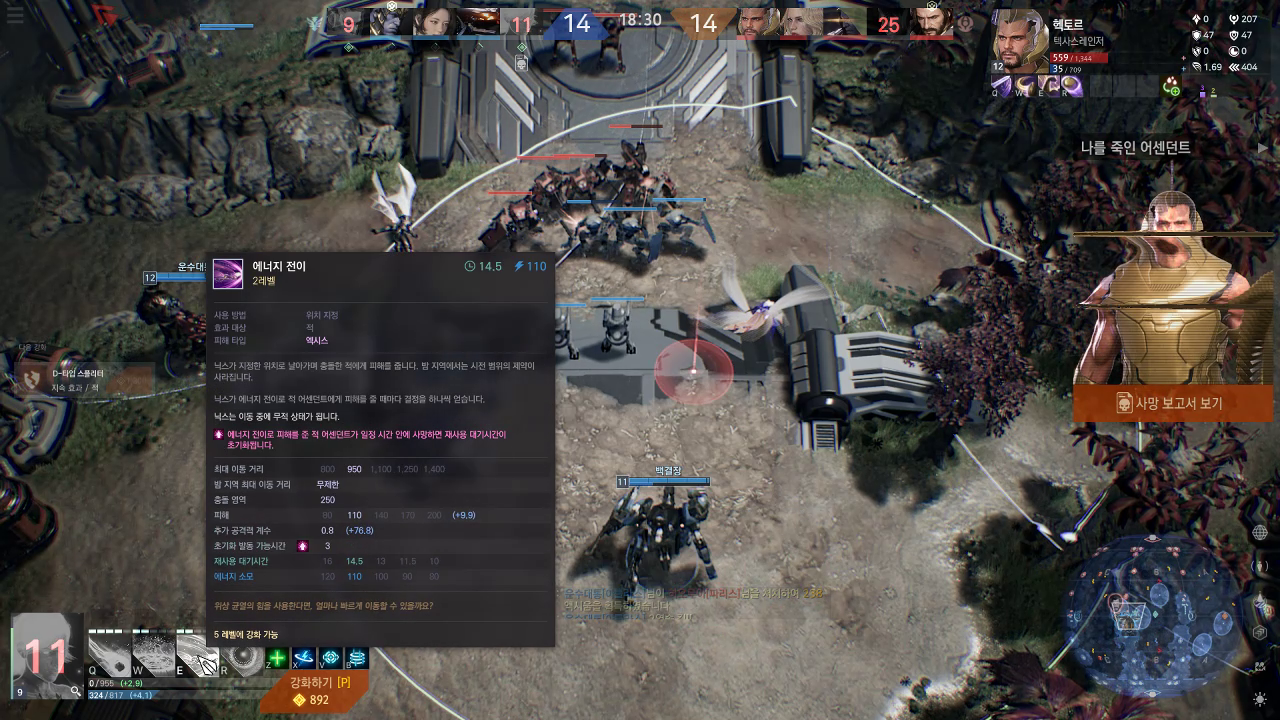 9
11
14
18:30
14
25
헥토르
텍사스레인저
559 / 1,344
35 / 709
12
Q W E R
0 207
47 47
0 0
1.69 404
나를 죽인 어센던트
사망 보고서 보기
12
운수대
다음 강화
D-타입 스플리터
지속 효과 / 적
에너지 전이
14.5 110
2레벨
사용 방법 위치 지정
효과 대상 적
피해 타입 엑시스
닉스가 지정한 위치로 날아가며 충돌한 적에게 피해를 줍니다. 밤 지역에서는 시전 범위의 제약이
사라집니다.
닉스가 에너지 전이로 적 어센던트에게 피해를 줄 때마다 결정을 하나씩 얻습니다.
닉스는 이동 중에 무적 상태가 됩니다.
에너지 전이로 피해를 준 적 어센던트가 일정 시간 안에 사망하면 재사용 대기시간이
초기화됩니다.
최대 이동 거리 800 950 1,100 1,250 1,400
밤 지역 최대 이동 거리 무제한
충돌 영역 250
피해 80 110 140 170 200 (+9.9)
추가 공격력 계수 0.8 (+76.8)
초기화 발동 가능시간 3
재사용 대기시간 16 14.5 13 11.5 10
에너지 소모 120 110 100 90 80
위상 균열의 힘을 사용한다면, 얼마나 빠르게 이동할 수 있을까요?
5 레벨에 강화 가능
백결정
11
11
9
Q W E R Z X V B
0 / 955 (+2.9)
324 / 817 (+4.1)
강화하기 [P]
892